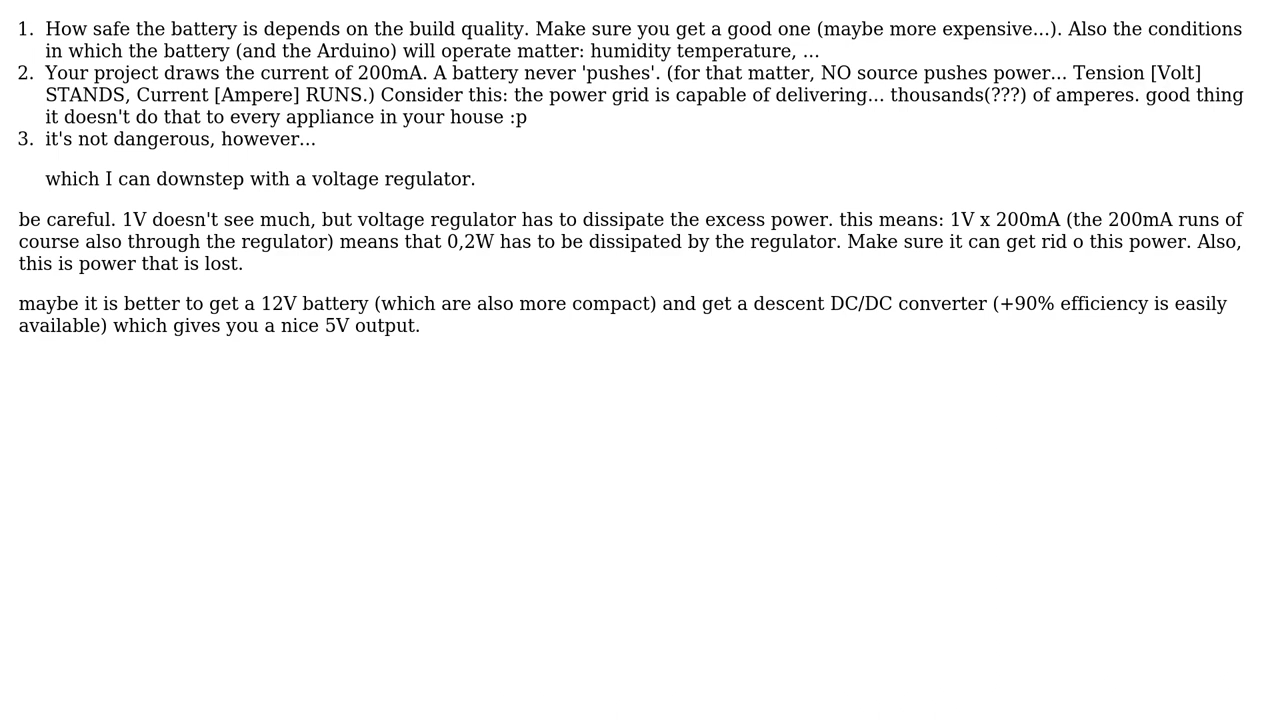 1. How safe the battery is depends on the build quality. Make sure you get a good one (maybe more expensive...). Also the conditions
in which the battery (and the Arduino) will operate matter: humidity temperature, ...
2. Your project draws the current of 200mA. A battery never 'pushes'. (for that matter, NO source pushes power... Tension [Volt]
STANDS, Current [Ampere] RUNS.) Consider this: the power grid is capable of delivering... thousands(???) of amperes. good thing
it doesn't do that to every appliance in your house :p
3. it's not dangerous, however...
which I can downstep with a voltage regulator.
be careful. 1V doesn't see much, but voltage regulator has to dissipate the excess power. this means: 1V x 200mA (the 200mA runs of
course also through the regulator) means that 0,2W has to be dissipated by the regulator. Make sure it can get rid o this power. Also,
this is power that is lost.
maybe it is better to get a 12V battery (which are also more compact) and get a descent DC/DC converter (+90% efficiency is easily
available) which gives you a nice 5V output.